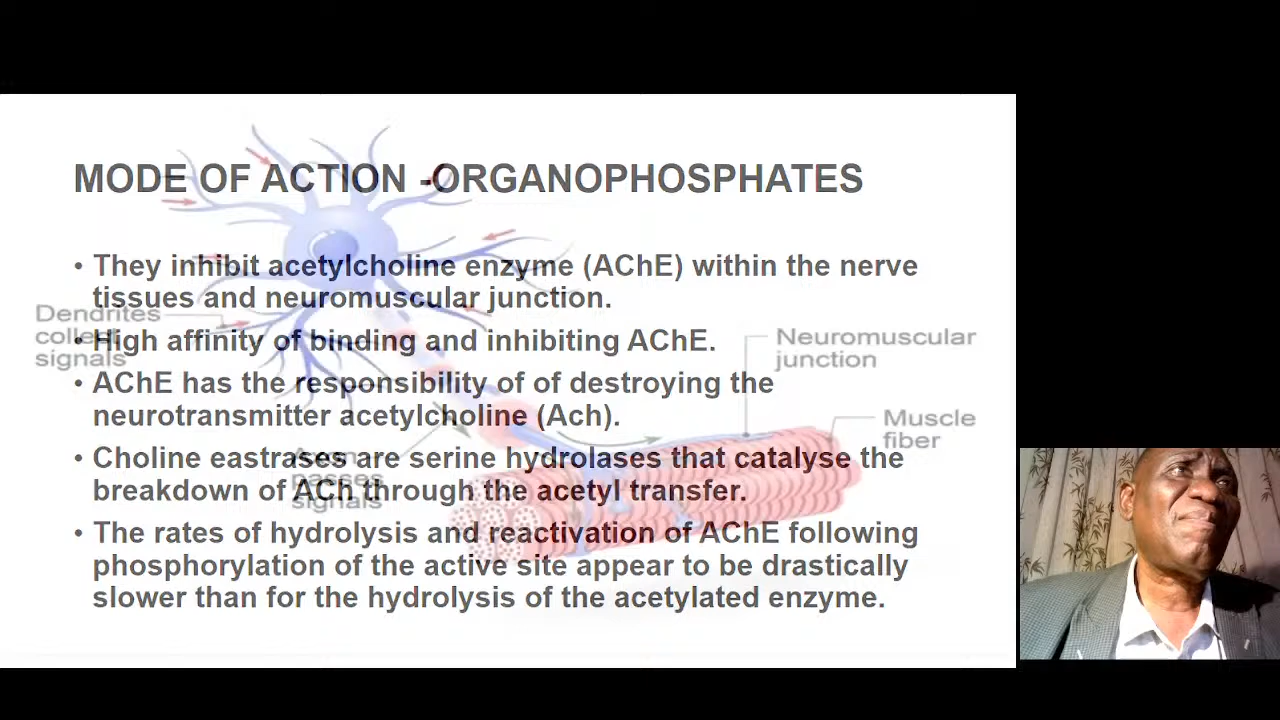 MODE OF ACTION -ORGANOPHOSPHATES
• They inhibit acetylcholine enzyme (AChE) within the nerve
tissues and neuromuscular junction.
• High affinity of binding and inhibiting AChE.
• AChE has the responsibility of of destroying the
neurotransmitter acetylcholine (Ach).
• Choline eastrases are serine hydrolases that catalyse the
breakdown of ACh through the acetyl transfer.
• The rates of hydrolysis and reactivation of AChE following
phosphorylation of the active site appear to be drastically
slower than for the hydrolysis of the acetylated enzyme.
Dendrites
collect
signals
Neuromuscular
junction
Muscle
fiber
Axon
passes
signals